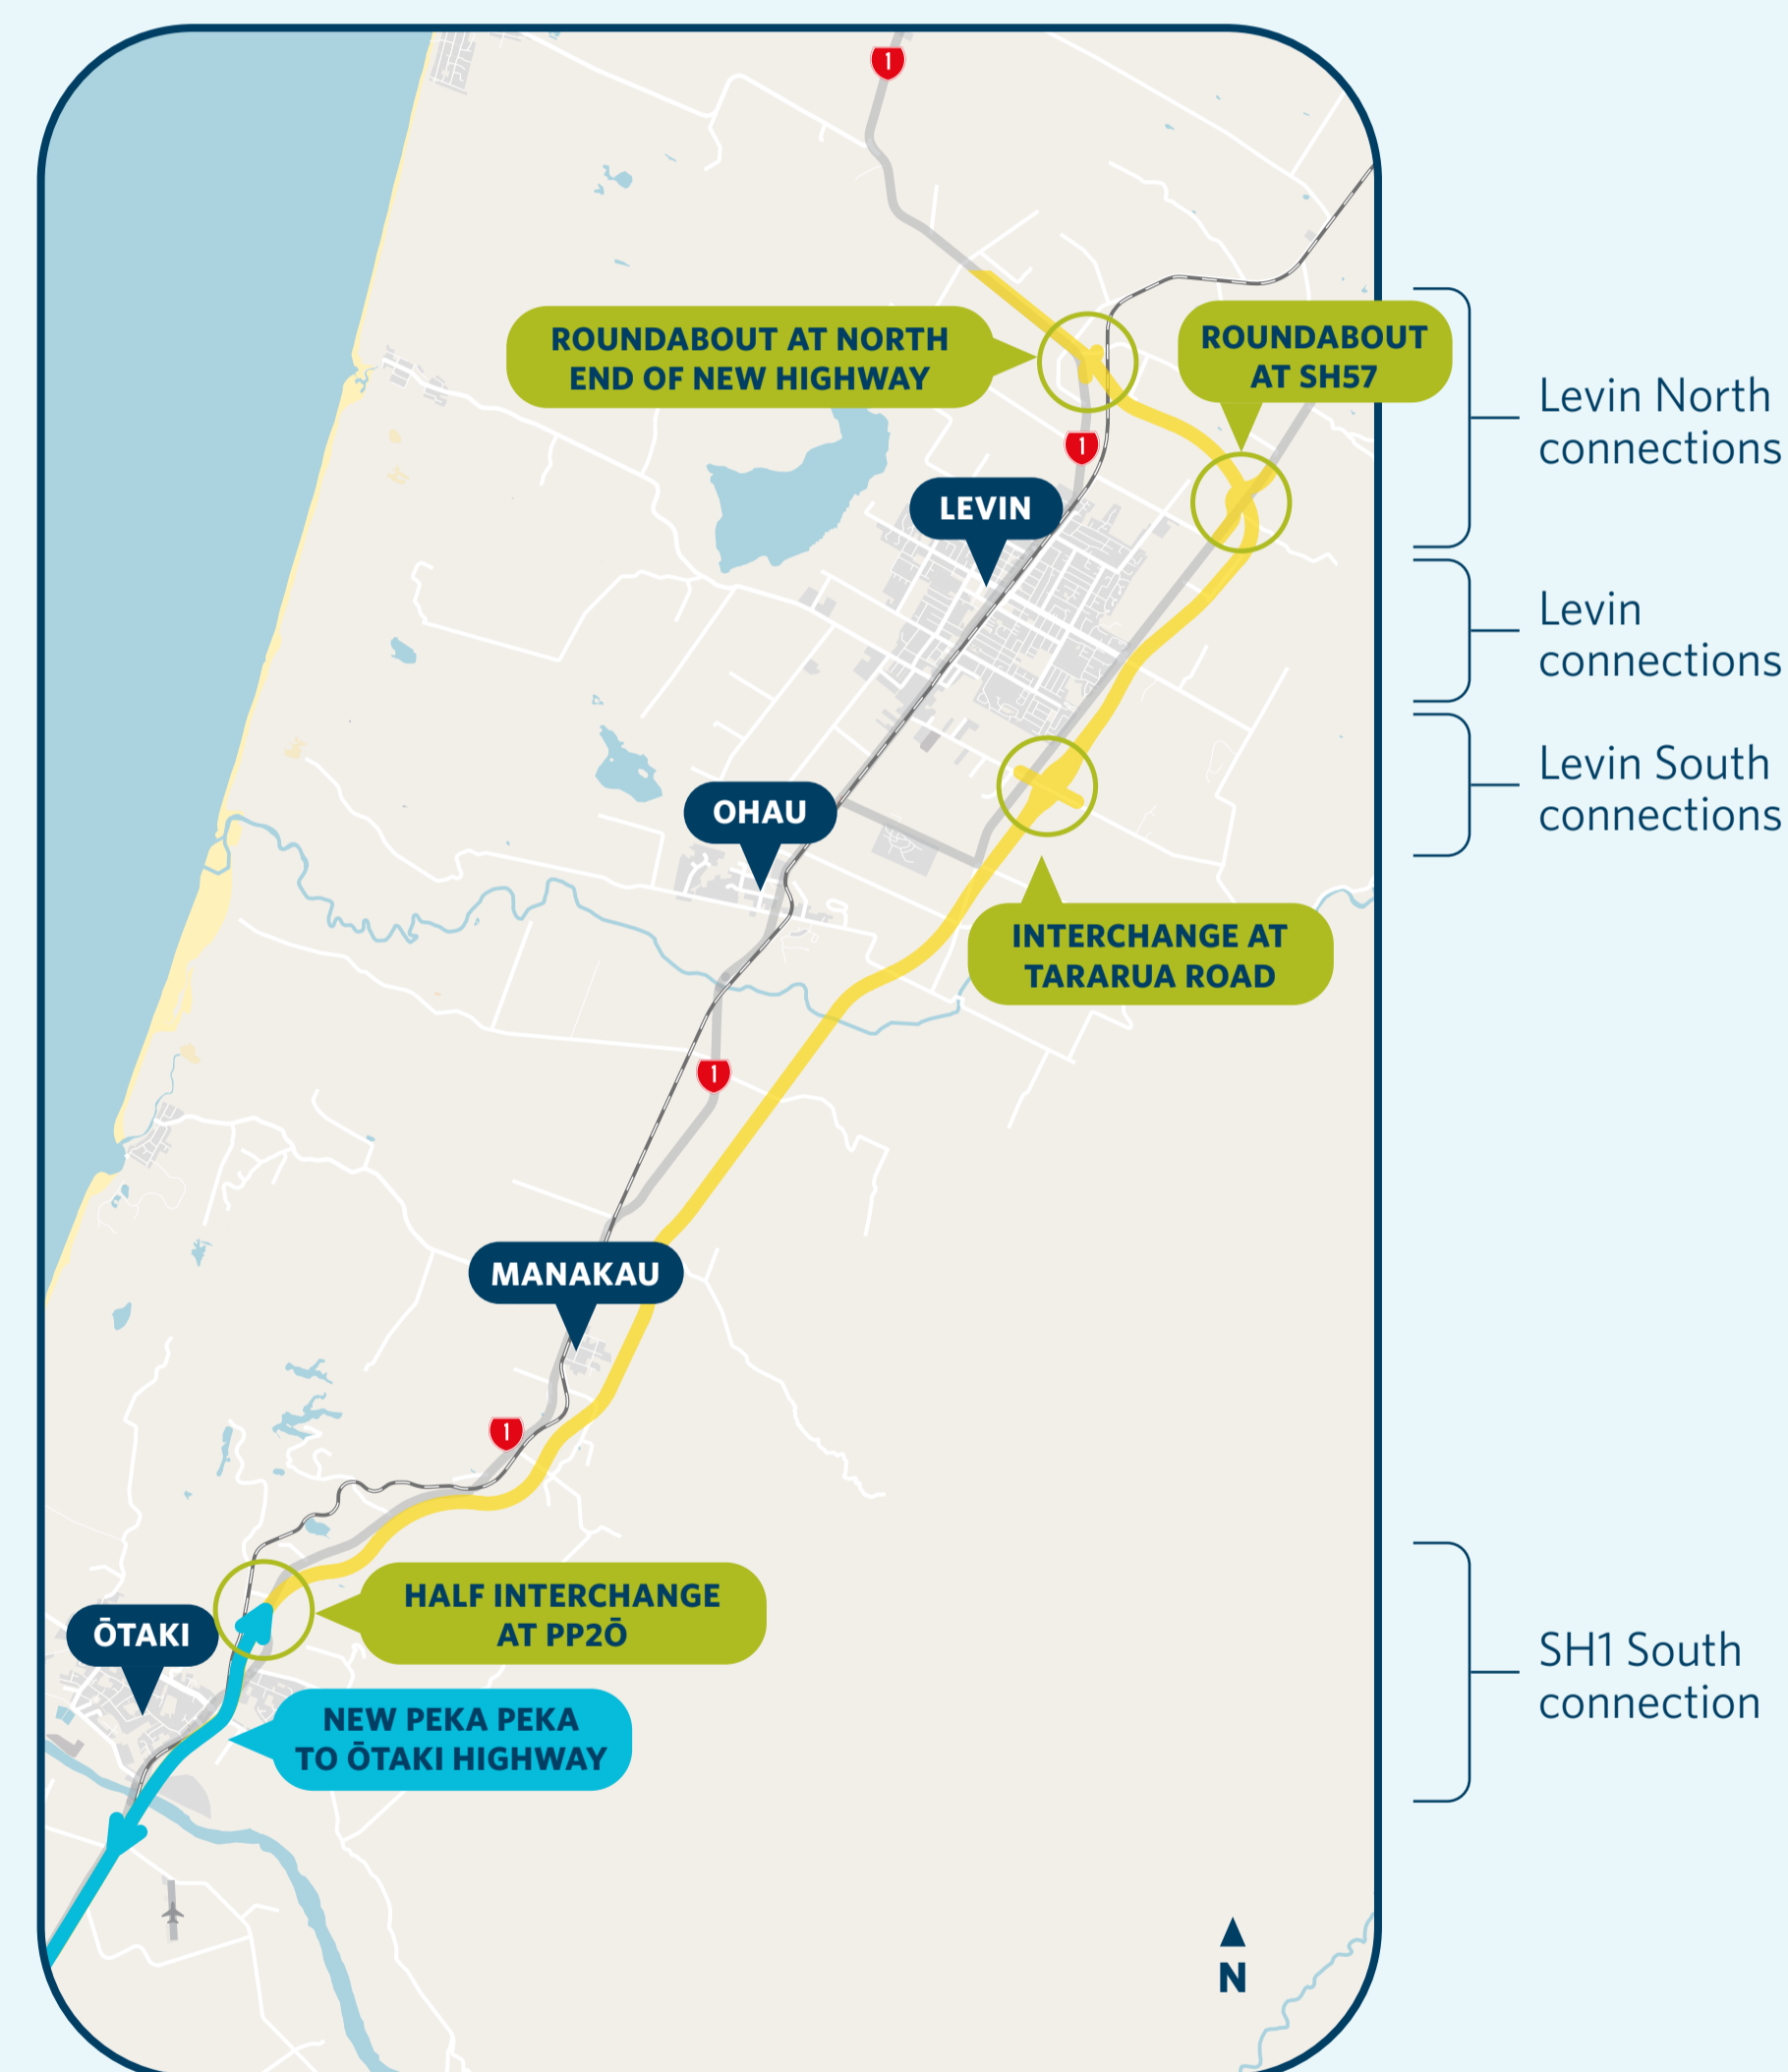 1
ROUNDABOUT AT NORTH
END OF NEW HIGHWAY
ROUNDABOUT
AT SH57
Levin North
connections
1
LEVIN
Levin
connections
Levin South
connections
OHAU
INTERCHANGE AT
TARARUA ROAD
1
MANAKAU
1
HALF INTERCHANGE
AT PP2Ō
ŌTAKI
SH1 South
connection
NEW PEKA PEKA
TO ŌTAKI HIGHWAY
N